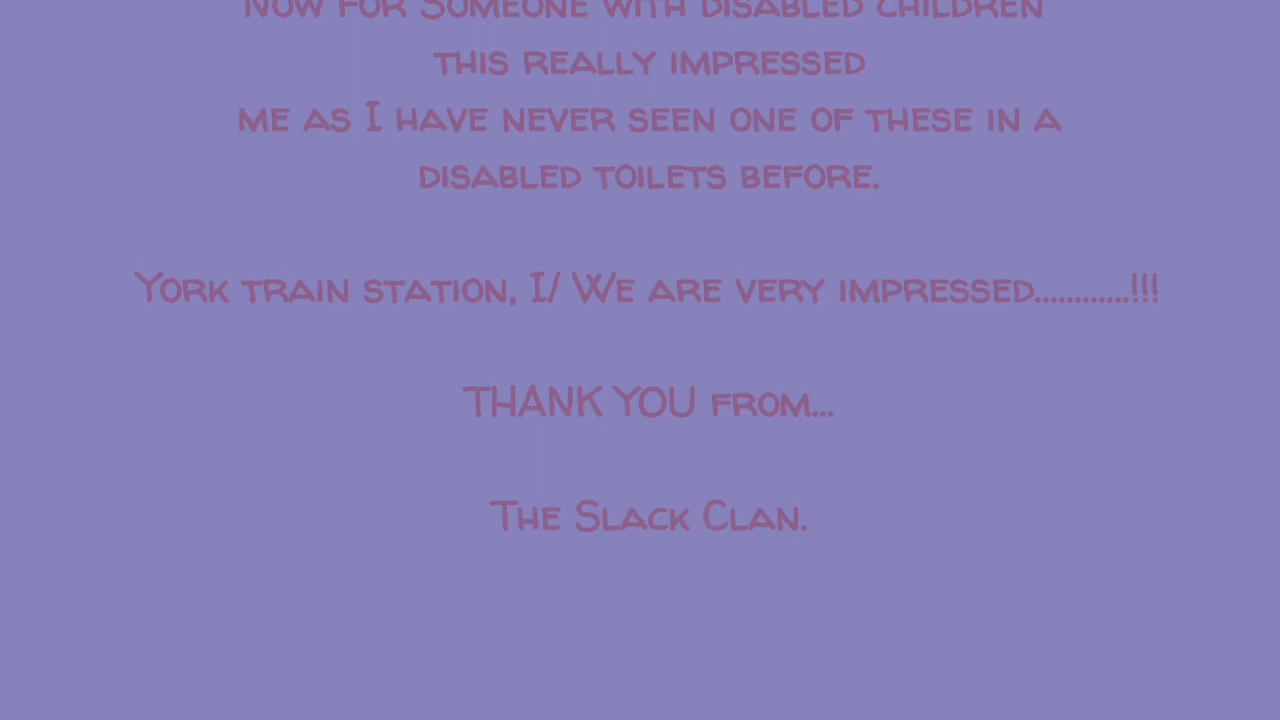 Now for Someone with disabled children
this really impressed
me as I have never seen one of these in a
disabled toilets before.
York train station, I/ We are very impressed............!!!
THANK YOU from...
The Slack Clan.